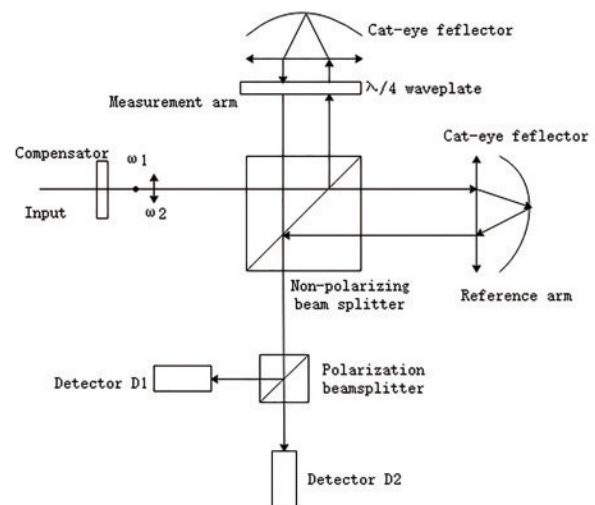 Cat-eye feflector
λ/4 waveplate
Measurement arm
Cat-eye feflector
Compensator
ω1
Input
ω2
Non-polarizing
beam splitter
Reference arm
Polarization
beamsplitter
Detector D1
Detector D2